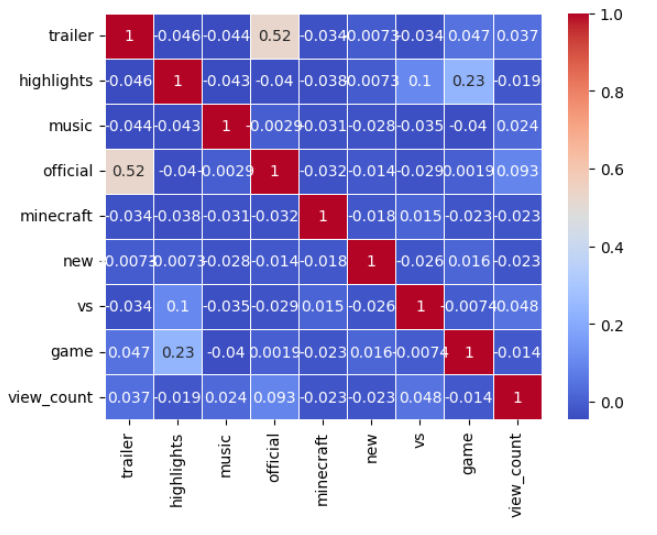 trailer 1 -0.046 -0.044 0.52 -0.034 -0.0073 -0.034 0.047 0.037
highlights -0.046 1 -0.043 -0.04 -0.038 0.0073 0.1 0.23 -0.019
music -0.044 -0.043 1 -0.0029 -0.031 -0.028 -0.035 -0.04 0.024
official 0.52 -0.04 -0.0029 1 -0.032 -0.014 -0.029 0.0019 0.093
minecraft -0.034 -0.038 -0.031 -0.032 1 -0.018 0.015 -0.023 -0.023
new -0.0073 0.0073 -0.028 -0.014 -0.018 1 -0.026 0.016 -0.023
vs -0.034 0.1 -0.035 -0.029 0.015 -0.026 1 -0.0074 0.048
game 0.047 0.23 -0.04 0.0019 -0.023 0.016 -0.0074 1 -0.014
view_count 0.037 -0.019 0.024 0.093 -0.023 -0.023 0.048 -0.014 1
trailer highlights music official minecraft new vs game view_count
1.0
0.8
0.6
0.4
0.2
0.0